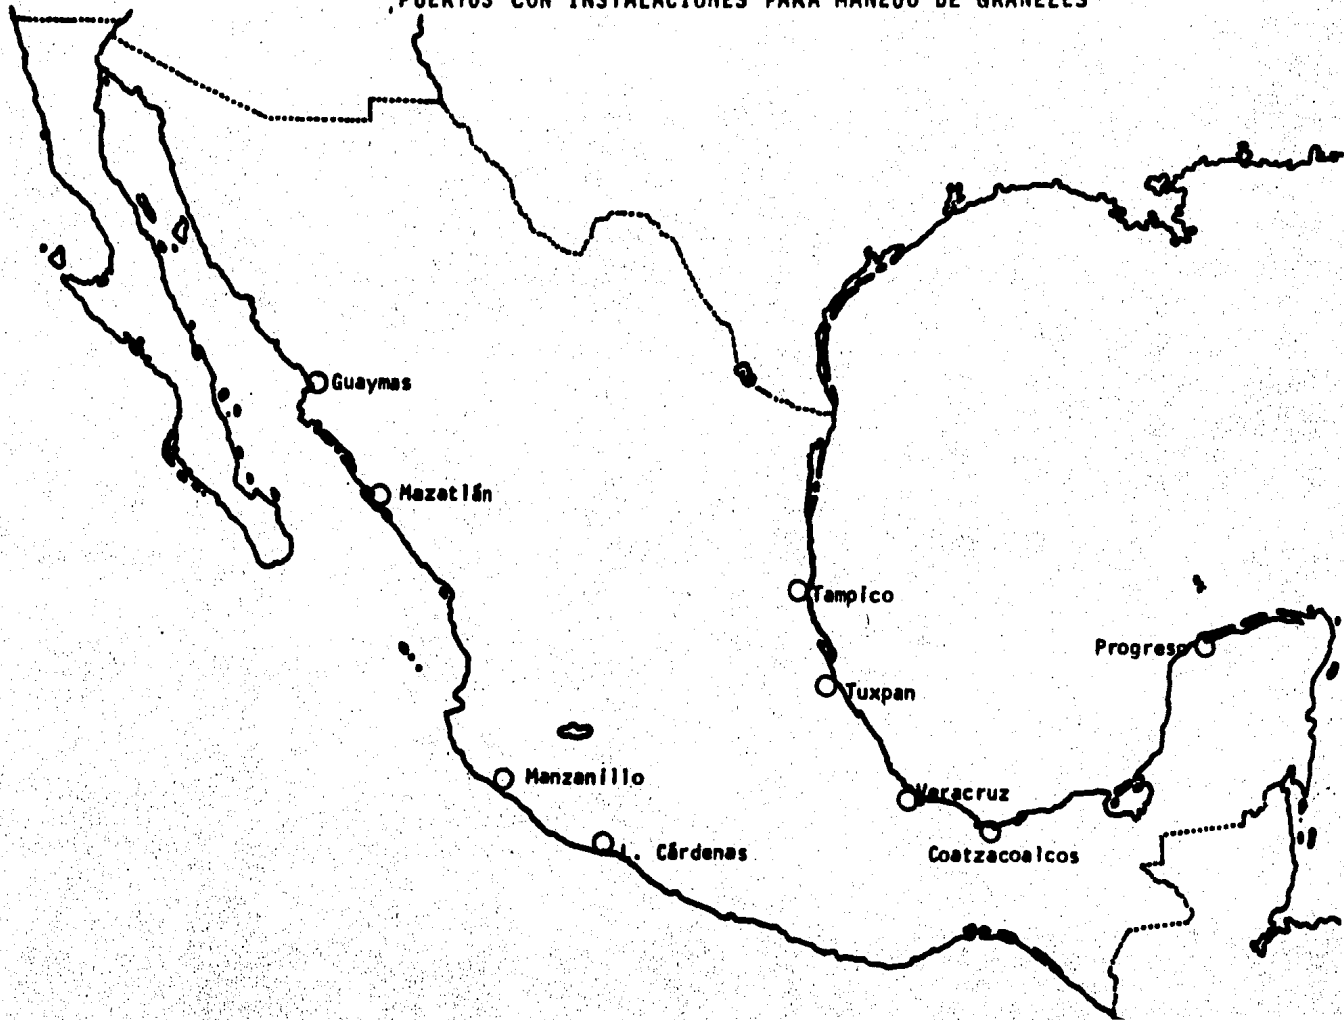 PUERTOS CON INSTALACIONES PARA MANEJO DE GRANELES
Guaymas
Mazatlán
Tampico
Progreso
Tuxpan
Manzanillo
Veracruz
L. Cárdenas
Coatzacoalcos